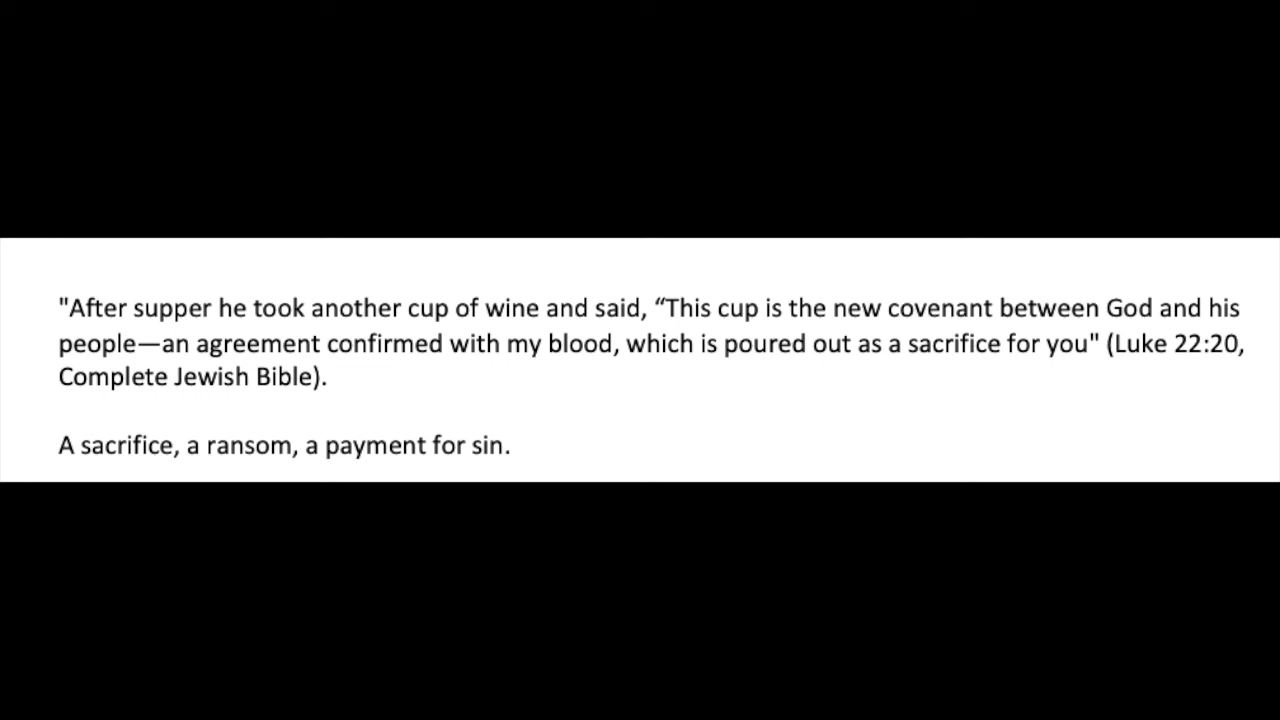 "After supper he took another cup of wine and said, “This cup is the new covenant between God and his
people—an agreement confirmed with my blood, which is poured out as a sacrifice for you" (Luke 22:20,
Complete Jewish Bible).
A sacrifice, a ransom, a payment for sin.